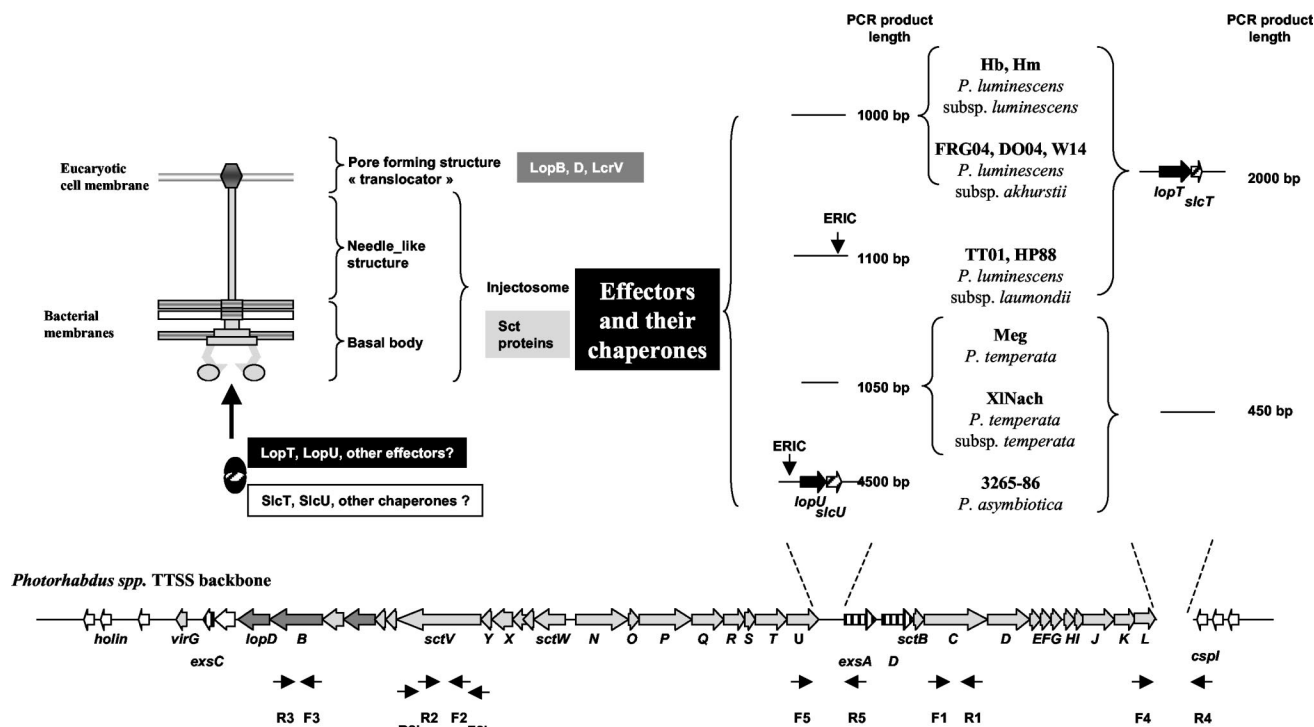 PCR product
length
PCR product
length
Hb, Hm
P. luminescens
subsp. luminescens
1000 bp
FRG04, DO04, W14
P. luminescens
subsp. akhurstii
lopT
slcT
2000 bp
ERIC
1100 bp
TT01, HP88
P. luminescens
subsp. laumondii
Eucaryotic
cell membrane
Pore forming structure
« translocator »
LopB, D, LcrV
Needle_like
structure
Injectosome
Bacterial
membranes
Basal body
Sct
proteins
Effectors
and their
chaperones
Meg
P. temperata
1050 bp
XlNach
P. temperata
subsp. temperata
450 bp
ERIC
4500 bp
lopU
slcU
3265-86
P. asymbiotica
LopT, LopU, other effectors?
SlcT, SlcU, other chaperones ?
Photorhabdus spp. TTSS backbone
holin virG lopD B sctV Y X sctW N O P Q R S T U sctB C D EFG HI J K L
exsC exsA D cspI
R3 F3 R2 F2 F5 R5 F1 R1 F4 R4